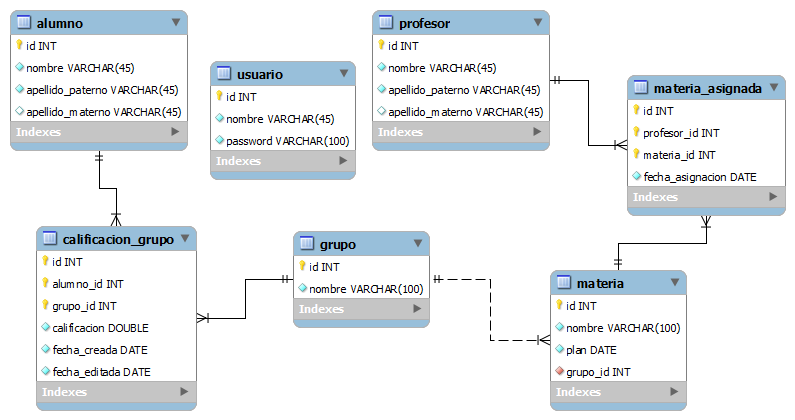 alumno
id INT
nombre VARCHAR(45)
apellido_paterno VARCHAR(45)
apellido_materno VARCHAR(45)
Indexes
usuario
id INT
nombre VARCHAR(45)
password VARCHAR(100)
Indexes
profesor
id INT
nombre VARCHAR(45)
apellido_paterno VARCHAR(45)
apellido_materno VARCHAR(45)
Indexes
materia_asignada
id INT
profesor_id INT
materia_id INT
fecha_asignacion DATE
Indexes
calificacion_grupo
id INT
alumno_id INT
grupo_id INT
calificacion DOUBLE
fecha_creada DATE
fecha_editada DATE
Indexes
grupo
id INT
nombre VARCHAR(100)
Indexes
materia
id INT
nombre VARCHAR(100)
plan DATE
grupo_id INT
Indexes